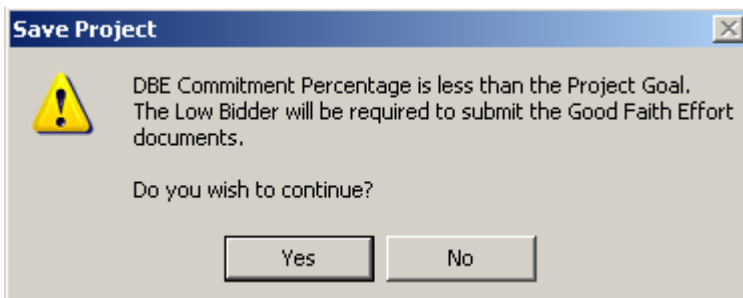 Save Project
DBE Commitment Percentage is less than the Project Goal.
The Low Bidder will be required to submit the Good Faith Effort
documents.
Do you wish to continue?
Yes No